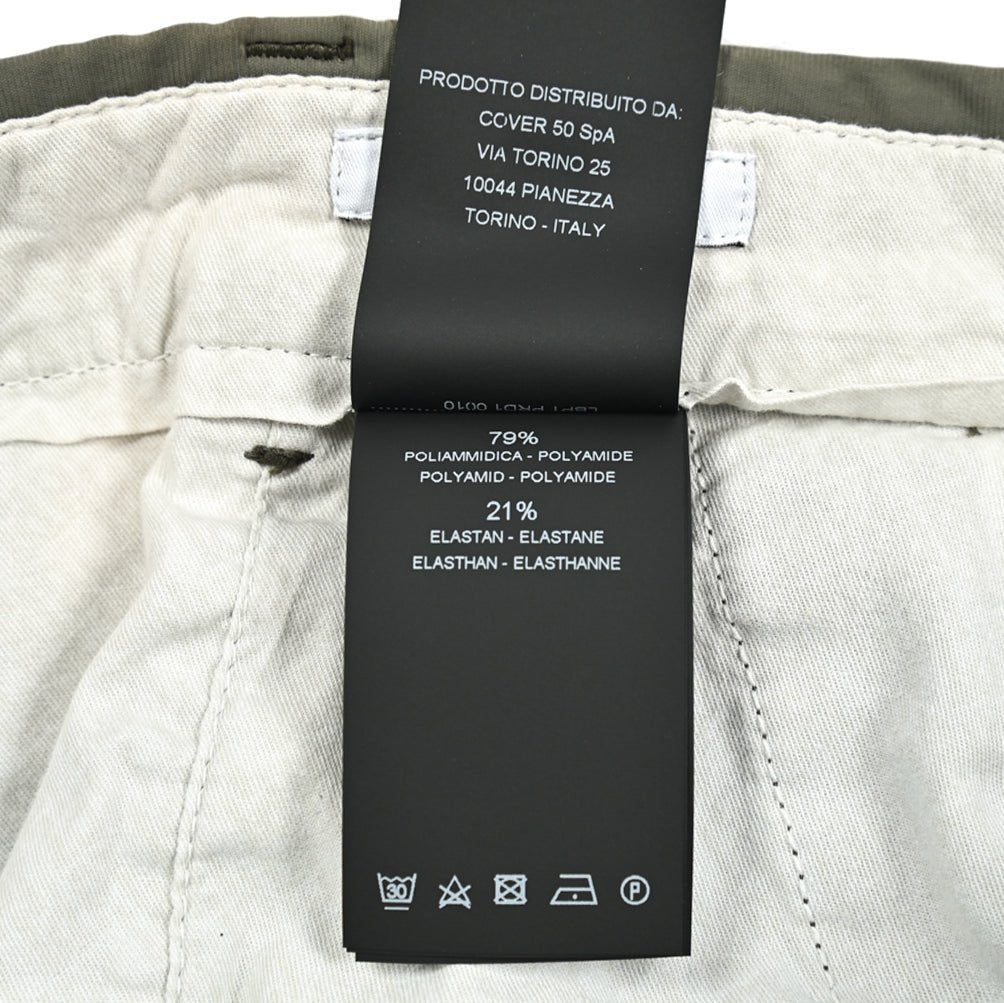 PRODOTTO DISTRIBUITO DA:
COVER 50 SpA
VIA TORINO 25
10044 PIANEZZA
TORINO - ITALY
79%
POLIAMMIDICA - POLYAMIDE
POLYAMID - POLYAMIDE
21%
ELASTAN - ELASTANE
ELASTHAN - ELASTHANNE
30
P